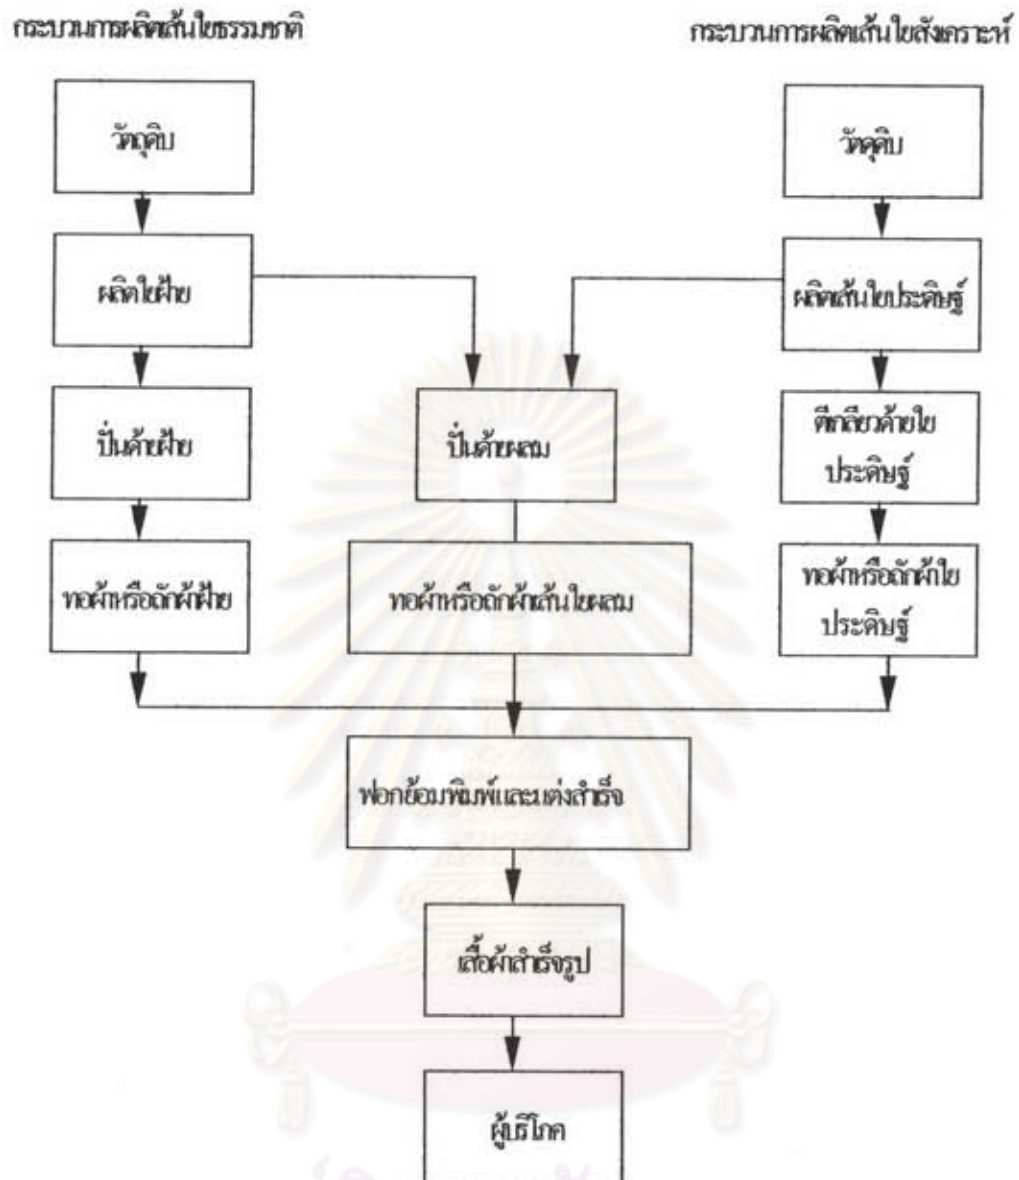 กระบวนการผลิตเส้นใยธรรมชาติ
กระบวนการผลิตเส้นใยสังเคราะห์
วัตถุดิบ
วัตถุดิบ
ผลิตใยฝ้าย
ผลิตเส้นใยประดิษฐ์
ปั่นด้ายฝ้าย
ปั่นด้ายผสม
ตีเกลียวด้ายใย
ประดิษฐ์
ทอผ้าหรือถักผ้าฝ้าย
ทอผ้าหรือถักผ้าเส้นใยผสม
ทอผ้าหรือถักผ้าใย
ประดิษฐ์
ฟอกย้อมพิมพ์และแต่งสำเร็จ
เสื้อผ้าสำเร็จรูป
ผู้บริโภค